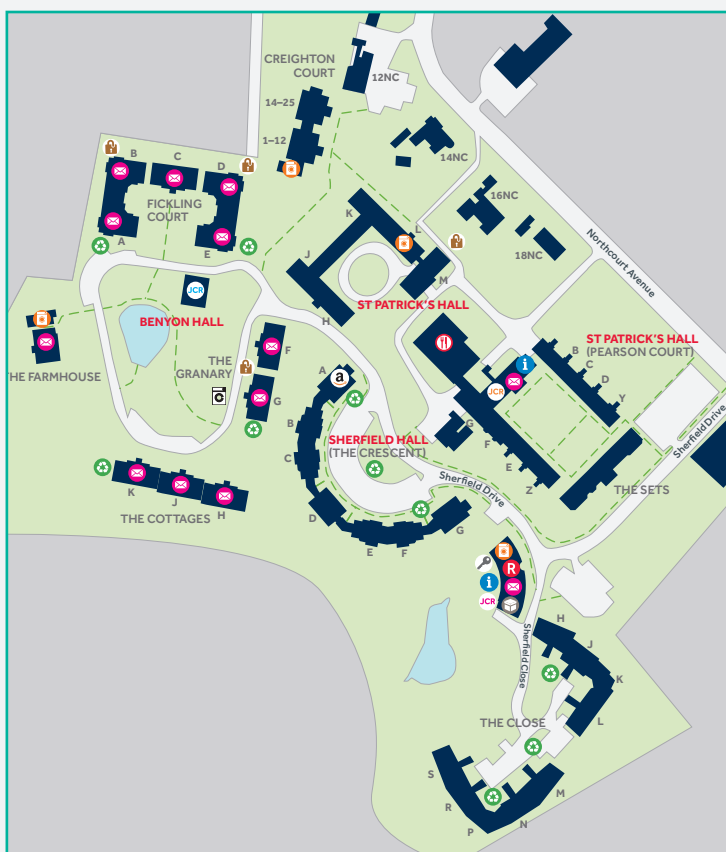 CREIGHTON
COURT
12NC
14–25
1–12
14NC
16NC
18NC
Northcourt Avenue
B
C
D
FICKLING
COURT
A
E
K
L
J
M
H
ST PATRICK'S HALL
JCR
BENYON HALL
ST PATRICK'S HALL
(PEARSON COURT)
B
C
D
Y
i
JCR
G
F
E
Z
THE SETS
Sherfield Drive
HE FARMHOUSE
THE
GRANARY
F
G
A
a
B
C
D
E
F
G
SHERFIELD HALL
(THE CRESCENT)
Sherfield Drive
K
J
H
THE COTTAGES
R
i
JCR
Sherfield Close
H
J
K
L
THE CLOSE
S
R
P
N
M